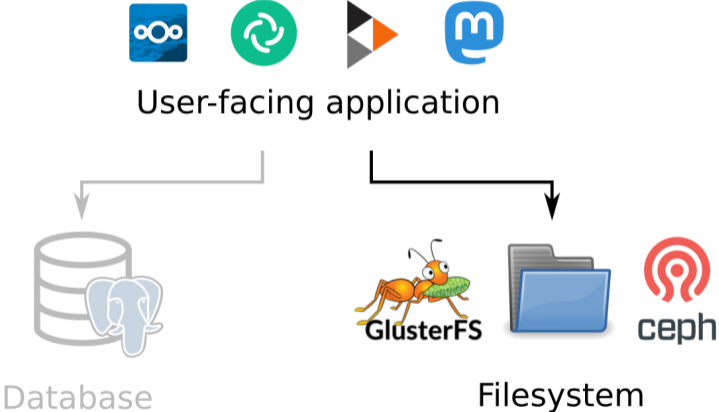 User-facing application
GlusterFS
ceph
Database
Filesystem